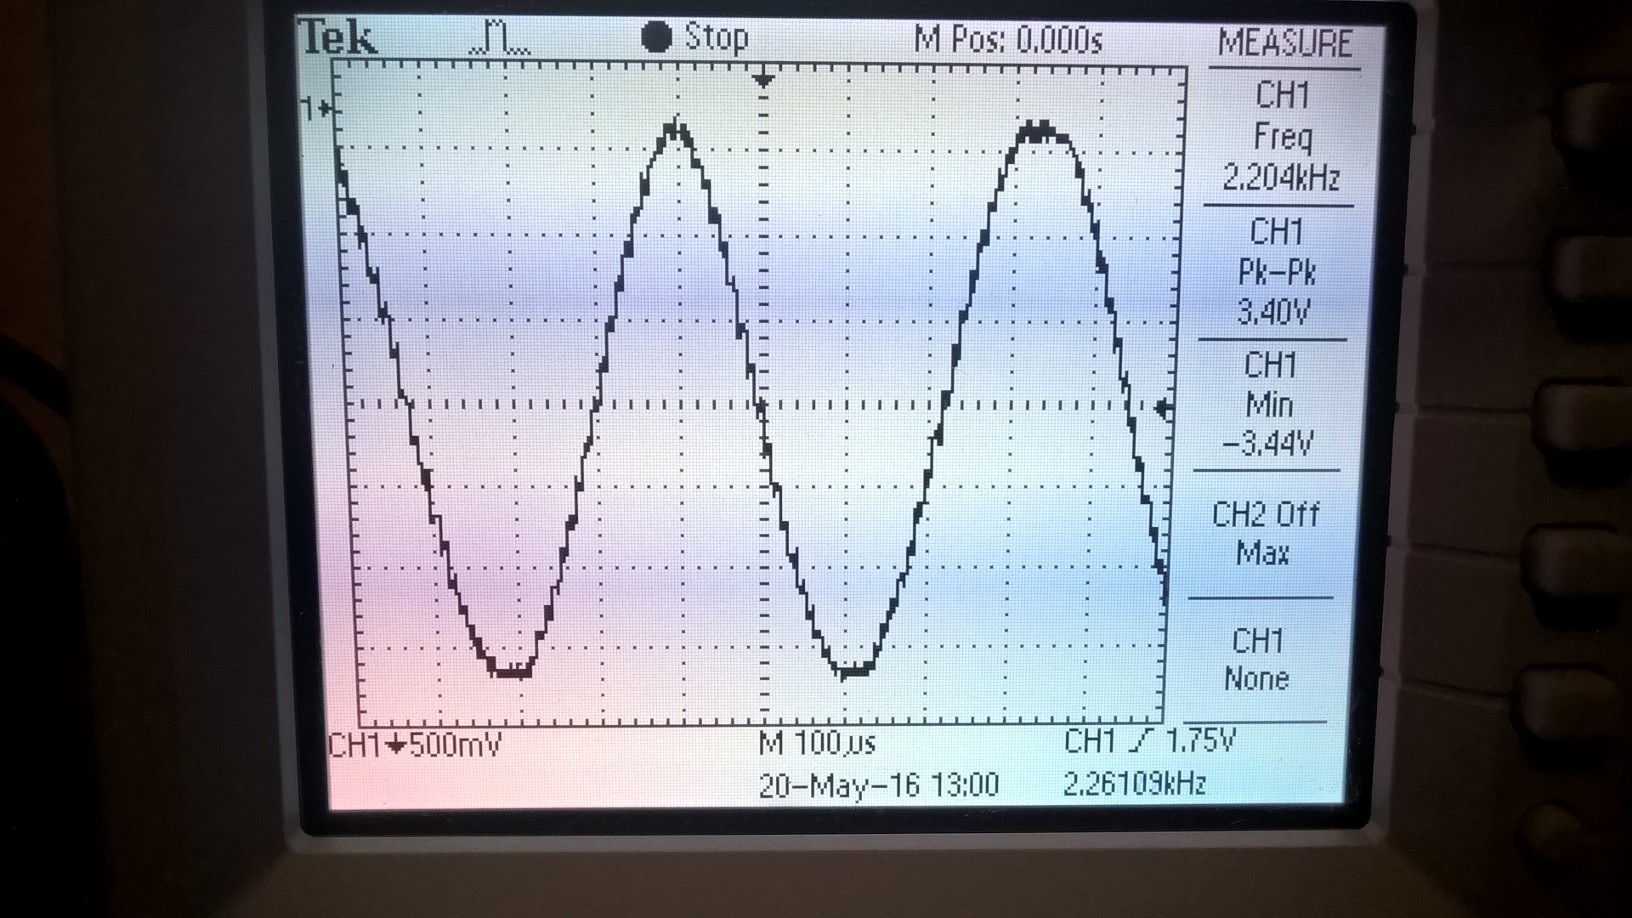 Tek Stop M Pos: 0.000s MEASURE
1
CH1
Freq
2.204kHz
CH1
Pk-Pk
3.40V
CH1
Min
-3.44V
CH2 Off
Max
CH1
None
CH1 500mV M 100µs CH1 1.75V
20-May-16 13:00 2.26109kHz